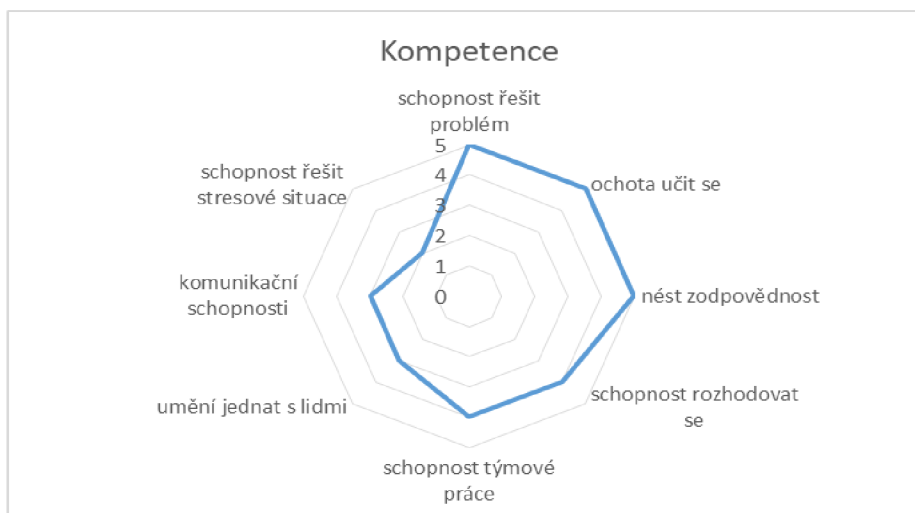 Kompetence
schopnost řešit
problém
5
4
3
2
1
0
ochota učit se
nést zodpovědnost
schopnost rozhodovat
se
schopnost týmové
práce
umění jednat s lidmi
komunikační
schopnosti
schopnost řešit
stresové situace